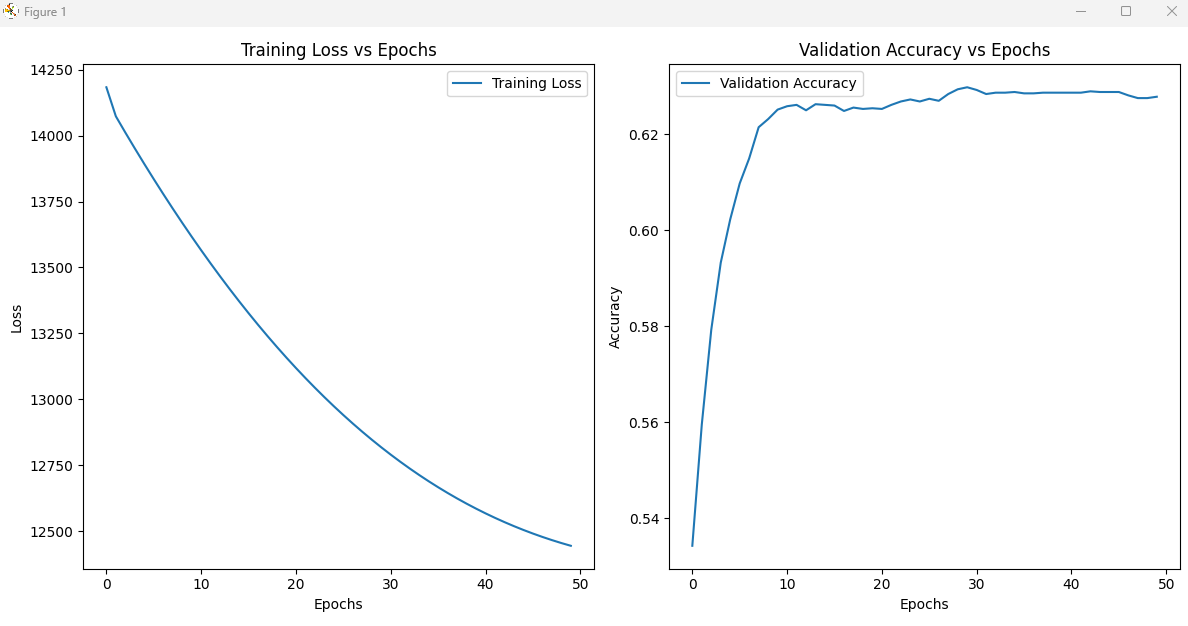 Figure 1
Training Loss vs Epochs
Training Loss
14250
14000
13750
13500
13250
13000
12750
12500
Loss
0 10 20 30 40 50
Epochs
Validation Accuracy vs Epochs
Validation Accuracy
0.62
0.60
0.58
0.56
0.54
Accuracy
0 10 20 30 40 50
Epochs